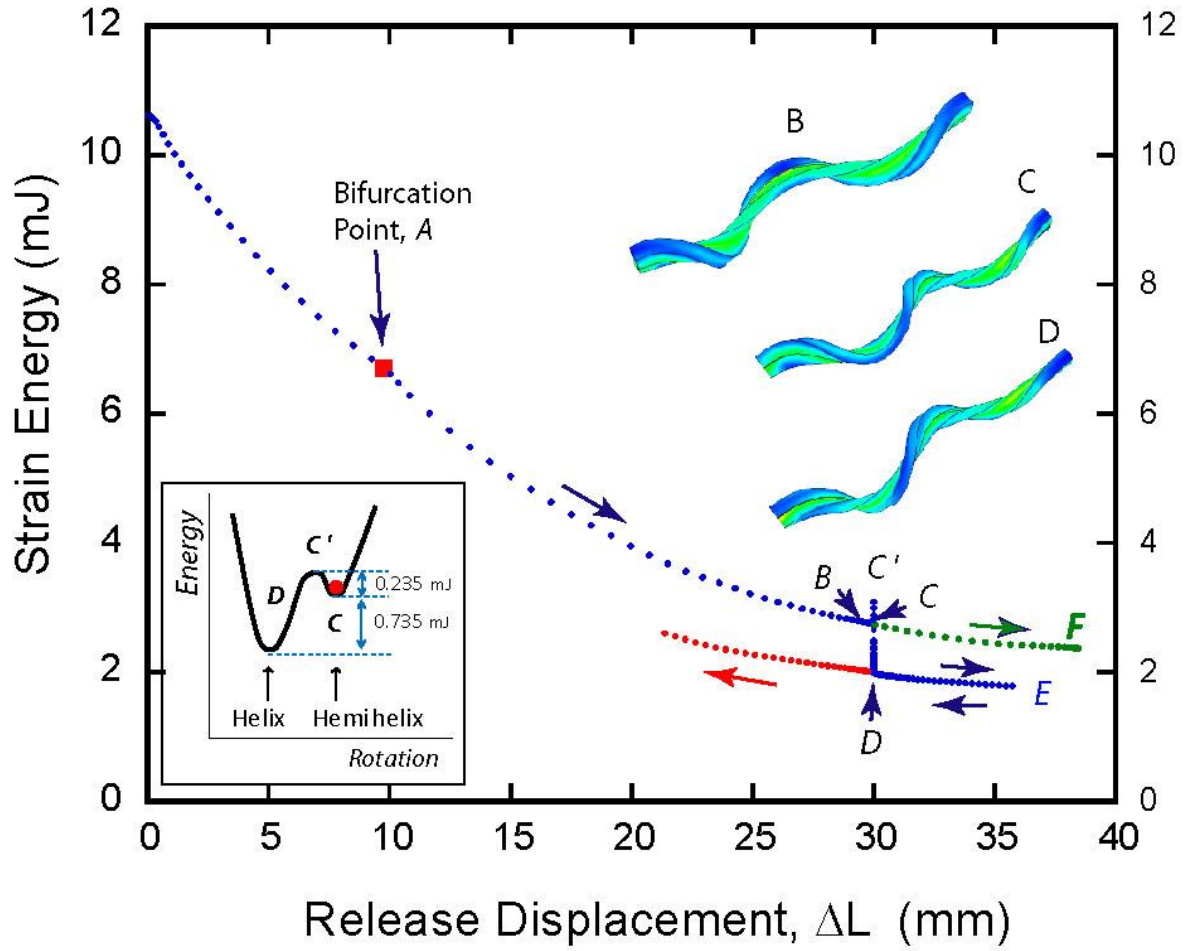 12
10
8
6
4
2
0
12
10
8
6
4
2
0
0
5
10
15
20
25
30
35
40
Strain Energy (mJ)
Release Displacement, ΔL (mm)
Bifurcation
Point, A
B
C
D
B
C'
C
F
E
D
Energy
C'
D
C
0.235 mJ
0.735 mJ
Helix
Hemihelix
Rotation